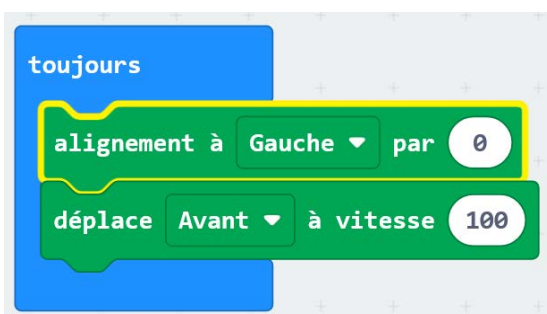 toujours
alignement à Gauche par 0
déplace Avant à vitesse 100